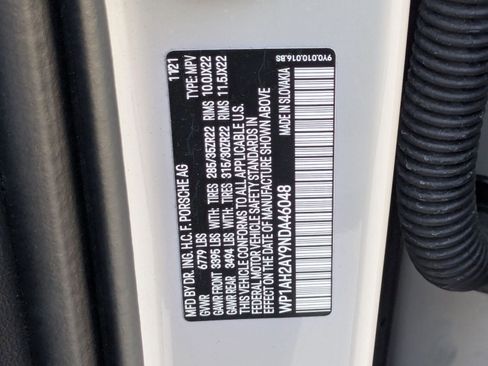 MFD BY DR. ING. H.C. F. PORSCHE AG 11/21
GVWR 6779 LBS TYPE: MPV
GAWR FRONT 3395 LBS WITH: TIRES 285/35ZR22 RIMS 10.0JX22
GAWR REAR 3494 LBS WITH: TIRES 315/30ZR22 RIMS 11.5JX22
THIS VEHICLE CONFORMS TO ALL APPLICABLE U.S.
FEDERAL MOTOR VEHICLE SAFETY STANDARDS IN
EFFECT ON THE DATE OF MANUFACTURE SHOWN ABOVE
WP1AH2AY9NDA46048 MADE IN SLOVAKIA
9Y0.010.016.BS